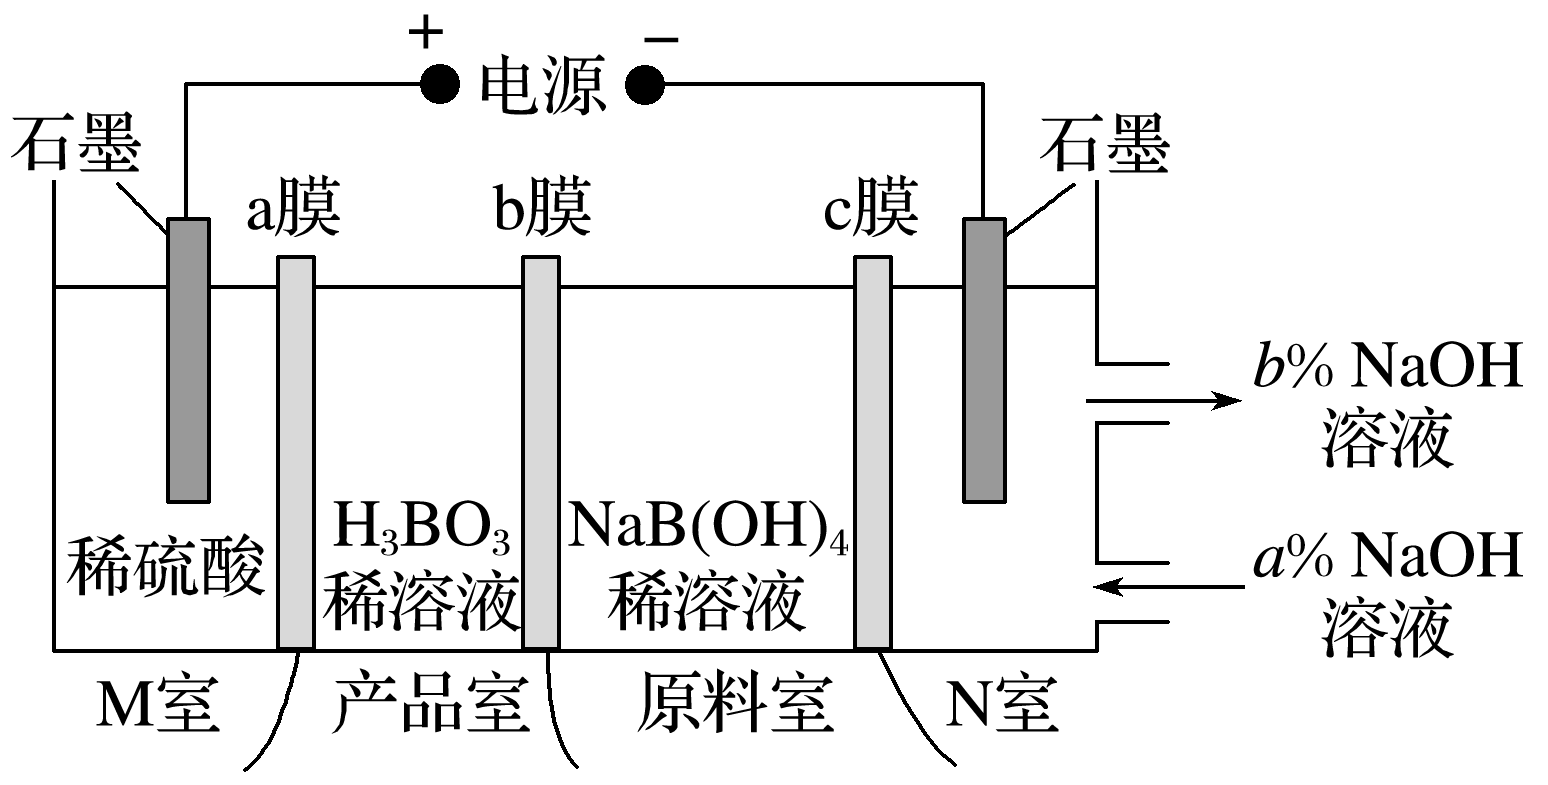 + −
电源
石墨
石墨
a膜
b膜
c膜
b% NaOH
溶液
a% NaOH
溶液
稀硫酸
H₃BO₃
稀溶液
NaB(OH)₄
稀溶液
M室
产品室
原料室
N室